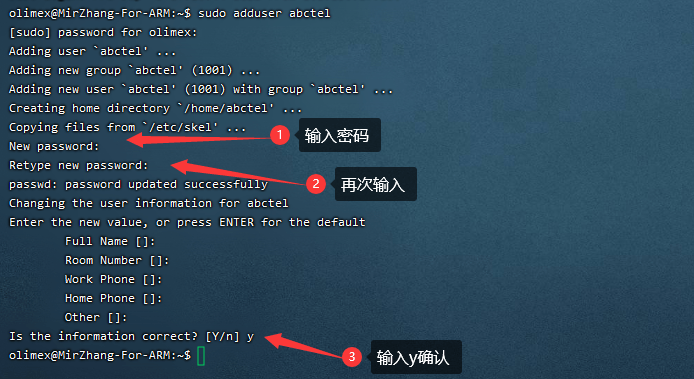 olimex@MirZhang-For-ARM:~$ sudo adduser abctel
[sudo] password for olimex:
Adding user `abctel' ...
Adding new group `abctel' (1001) ...
Adding new user `abctel' (1001) with group `abctel' ...
Creating home directory `/home/abctel' ...
Copying files from `/etc/skel' ...
1 输入密码
New password:
Retype new password:
2 再次输入
passwd: password updated successfully
Changing the user information for abctel
Enter the new value, or press ENTER for the default
Full Name []:
Room Number []:
Work Phone []:
Home Phone []:
Other []:
Is the information correct? [Y/n] y
3 输入y确认
olimex@MirZhang-For-ARM:~$